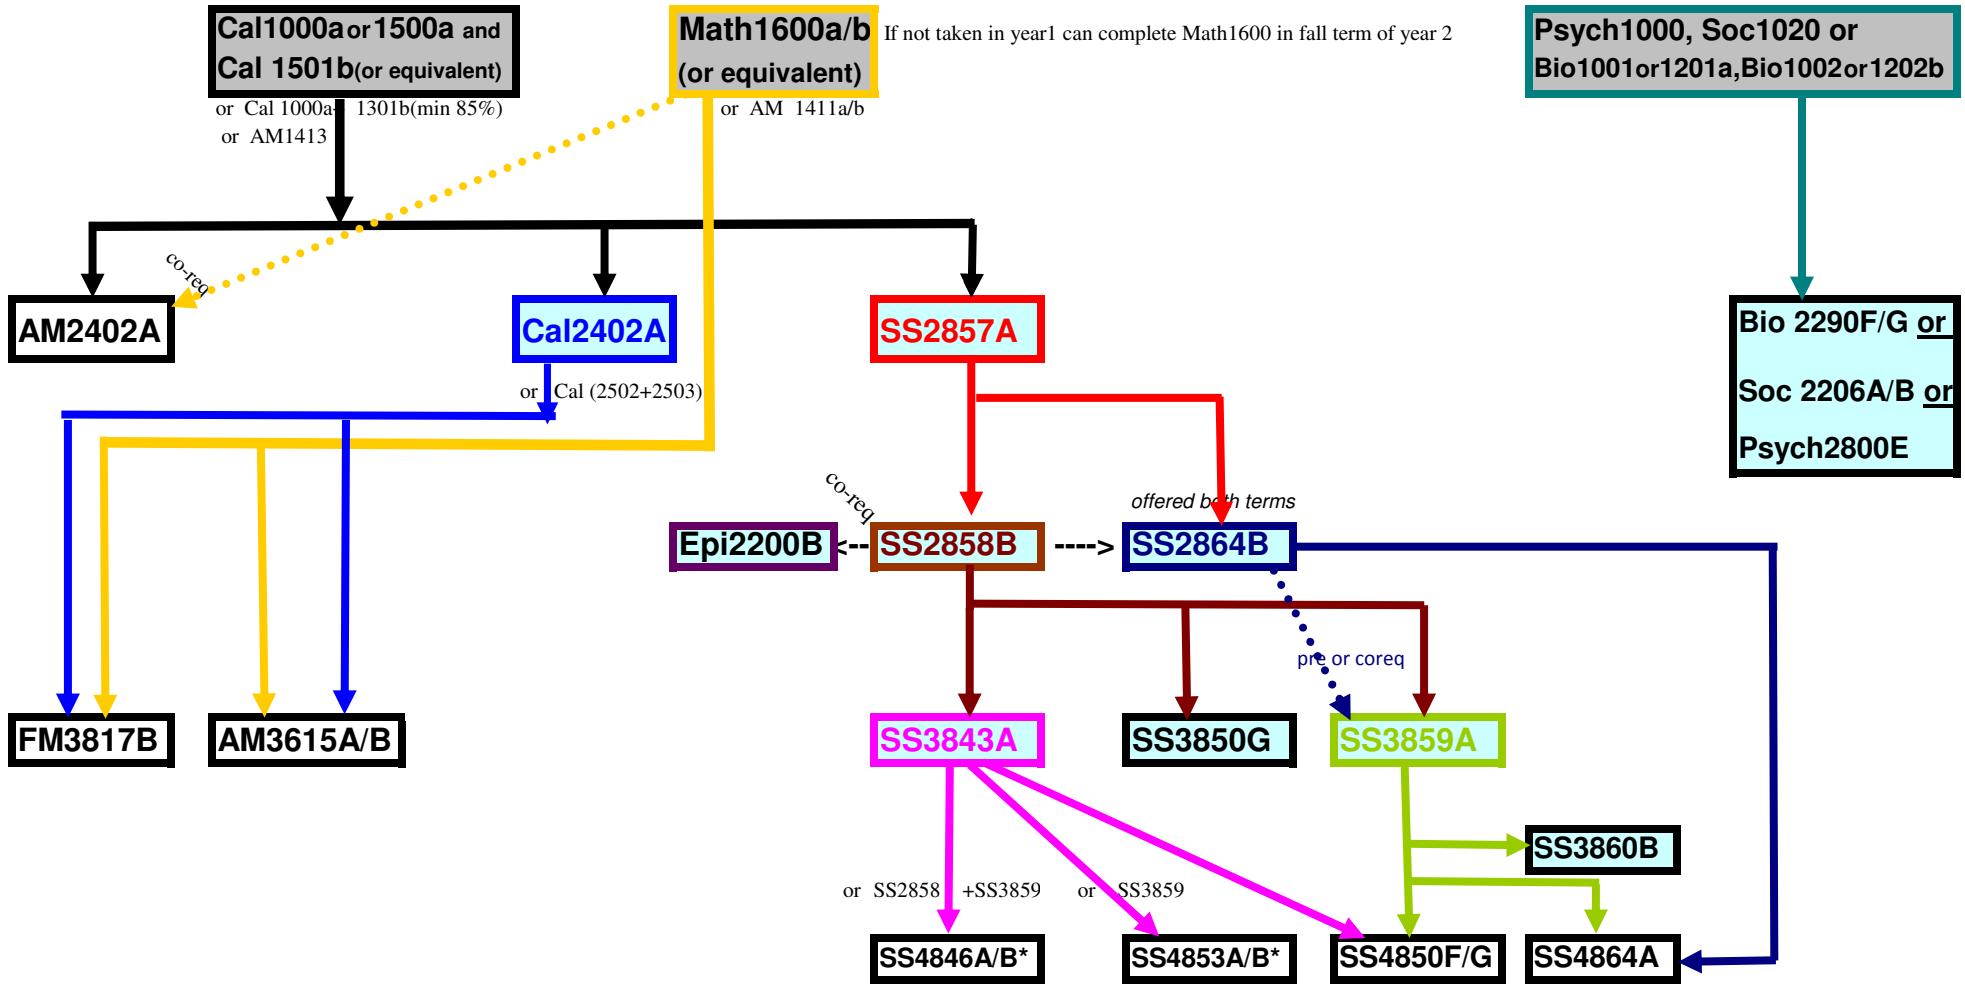 Cal1000a or 1500a and
Cal 1501b(or equivalent)
or Cal 1000a- 1301b(min 85%)
or AM1413
Math1600a/b
(or equivalent)
or AM 1411a/b
If not taken in year1 can complete Math1600 in fall term of year 2
Psych1000, Soc1020 or
Bio1001or1201a,Bio1002or1202b
co-req
AM2402A
Cal2402A
or Cal (2502+2503)
SS2857A
Bio 2290F/G or
Soc 2206A/B or
Psych2800E
co-req
offered both terms
Epi2200B
<--
SS2858B
---->
SS2864B
pre or coreq
FM3817B
AM3615A/B
SS3843A
SS3850G
SS3859A
SS3860B
or SS2858 +SS3859
or SS3859
SS4846A/B*
SS4853A/B*
SS4850F/G
SS4864A